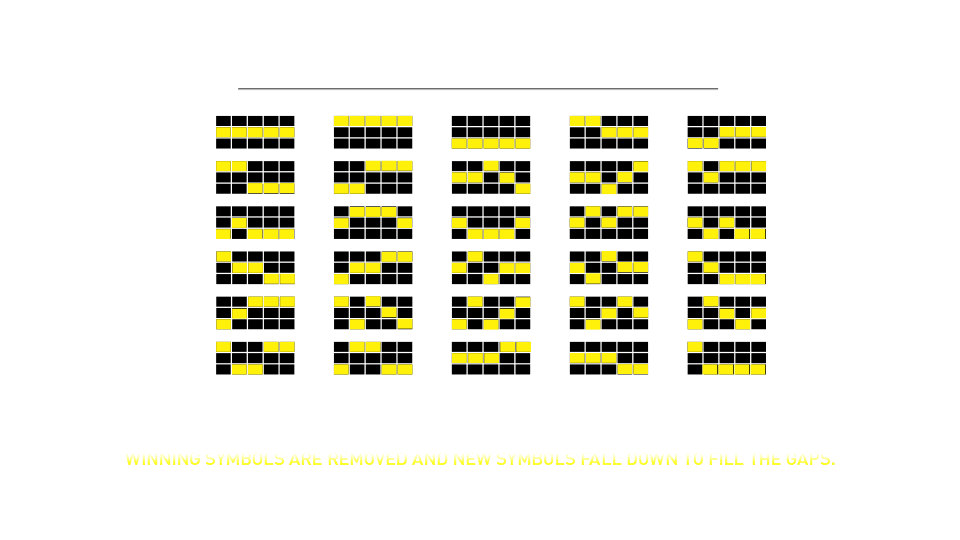 WINNING SYMBOLS ARE REMOVED AND NEW SYMBOLS FALL DOWN TO FILL THE GAPS.